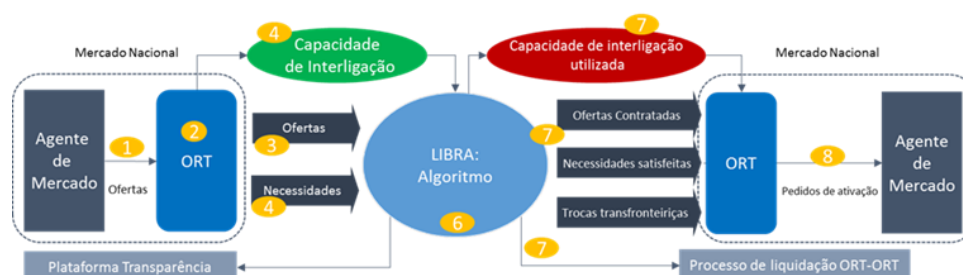 Mercado Nacional
Agente
de
Mercado
1
Ofertas
2
ORT
4
Capacidade
de Interligação
Ofertas
3
Necessidades
4
LIBRA:
Algoritmo
6
7
Capacidade de interligação
utilizada
7
Ofertas Contratadas
Necessidades satisfeitas
Trocas transfronteiriças
7
Mercado Nacional
ORT
8
Pedidos de ativação
Agente
de
Mercado
Plataforma Transparência
Processo de liquidação ORT-ORT